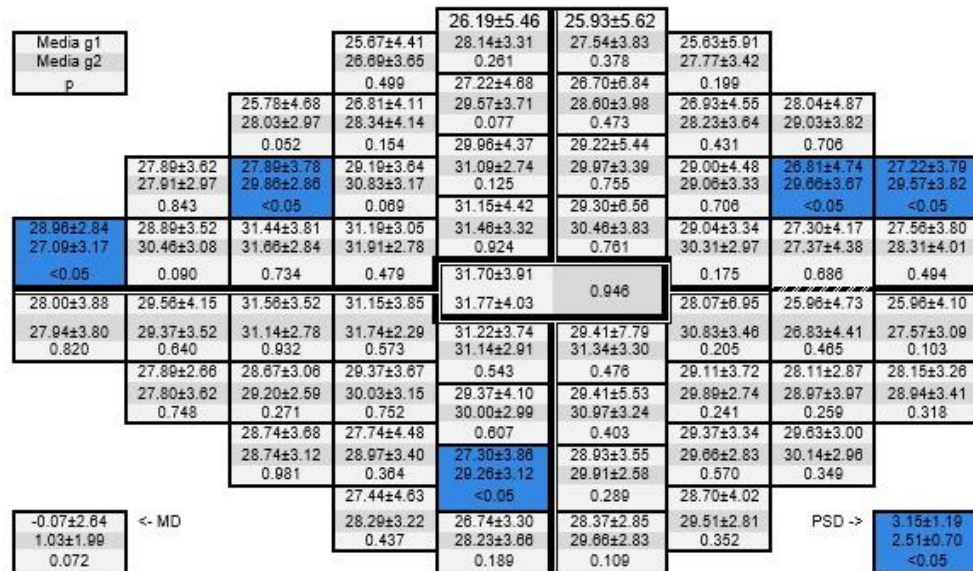 26.19±5.46 25.93±5.62
Media g1 25.67±4.41 28.14±3.31 27.54±3.83 25.63±5.91
Media g2 26.69±3.65 0.261 0.378 27.77±3.42
p 0.499 27.22±4.68 26.70±6.84 0.199
25.78±4.68 26.81±4.11 29.57±3.71 28.60±3.98 26.93±4.55 28.04±4.87
28.03±2.97 28.34±4.14 0.077 0.473 28.23±3.64 29.03±3.82
0.052 0.154 29.96±4.37 29.22±5.44 0.431 0.706
27.89±3.62 27.89±3.78 29.19±3.64 31.09±2.74 29.97±3.39 29.00±4.48 26.81±4.74 27.22±3.79
27.91±2.97 29.86±2.86 30.83±3.17 0.125 0.755 29.06±3.33 29.66±3.67 29.57±3.82
0.843 <0.05 0.069 31.15±4.42 29.30±6.56 0.706 <0.05 <0.05
28.96±2.84 28.89±3.52 31.44±3.81 31.19±3.05 31.46±3.32 30.46±3.83 29.04±3.34 27.30±4.17 27.56±3.80
27.09±3.17 30.46±3.08 31.66±2.84 31.91±2.78 0.924 0.761 30.31±2.97 27.37±4.38 28.31±4.01
<0.05 0.090 0.734 0.479 31.70±3.91 0.175 0.686 0.494
0.946
28.00±3.88 29.56±4.15 31.56±3.52 31.15±3.85 31.77±4.03 28.07±6.95 25.96±4.73 25.96±4.10
27.94±3.80 29.37±3.52 31.14±2.78 31.74±2.29 31.22±3.74 29.41±7.79 30.83±3.46 26.83±4.41 27.57±3.09
0.820 0.640 0.932 0.573 31.14±2.91 31.34±3.30 0.205 0.465 0.103
27.89±2.66 28.67±3.06 29.37±3.67 0.543 0.476 29.11±3.72 28.11±2.87 28.15±3.26
27.80±3.62 29.20±2.59 30.03±3.15 29.37±4.10 29.41±5.53 29.89±2.74 28.97±3.97 28.94±3.41
0.748 0.271 0.752 30.00±2.99 30.97±3.24 0.241 0.259 0.318
28.74±3.68 27.74±4.48 0.607 0.403 29.37±3.34 29.63±3.00
28.74±3.12 28.97±3.40 27.30±3.86 28.93±3.55 29.66±2.83 30.14±2.96
0.981 0.364 29.26±3.12 29.91±2.58 0.570 0.349
27.44±4.63 <0.05 0.289 28.70±4.02
-0.07±2.64 <- MD 28.29±3.22 26.74±3.30 28.37±2.85 29.51±2.81 PSD -> 3.15±1.19
1.03±1.99 0.437 28.23±3.66 29.66±2.83 0.352 2.51±0.70
0.072 0.189 0.109 <0.05